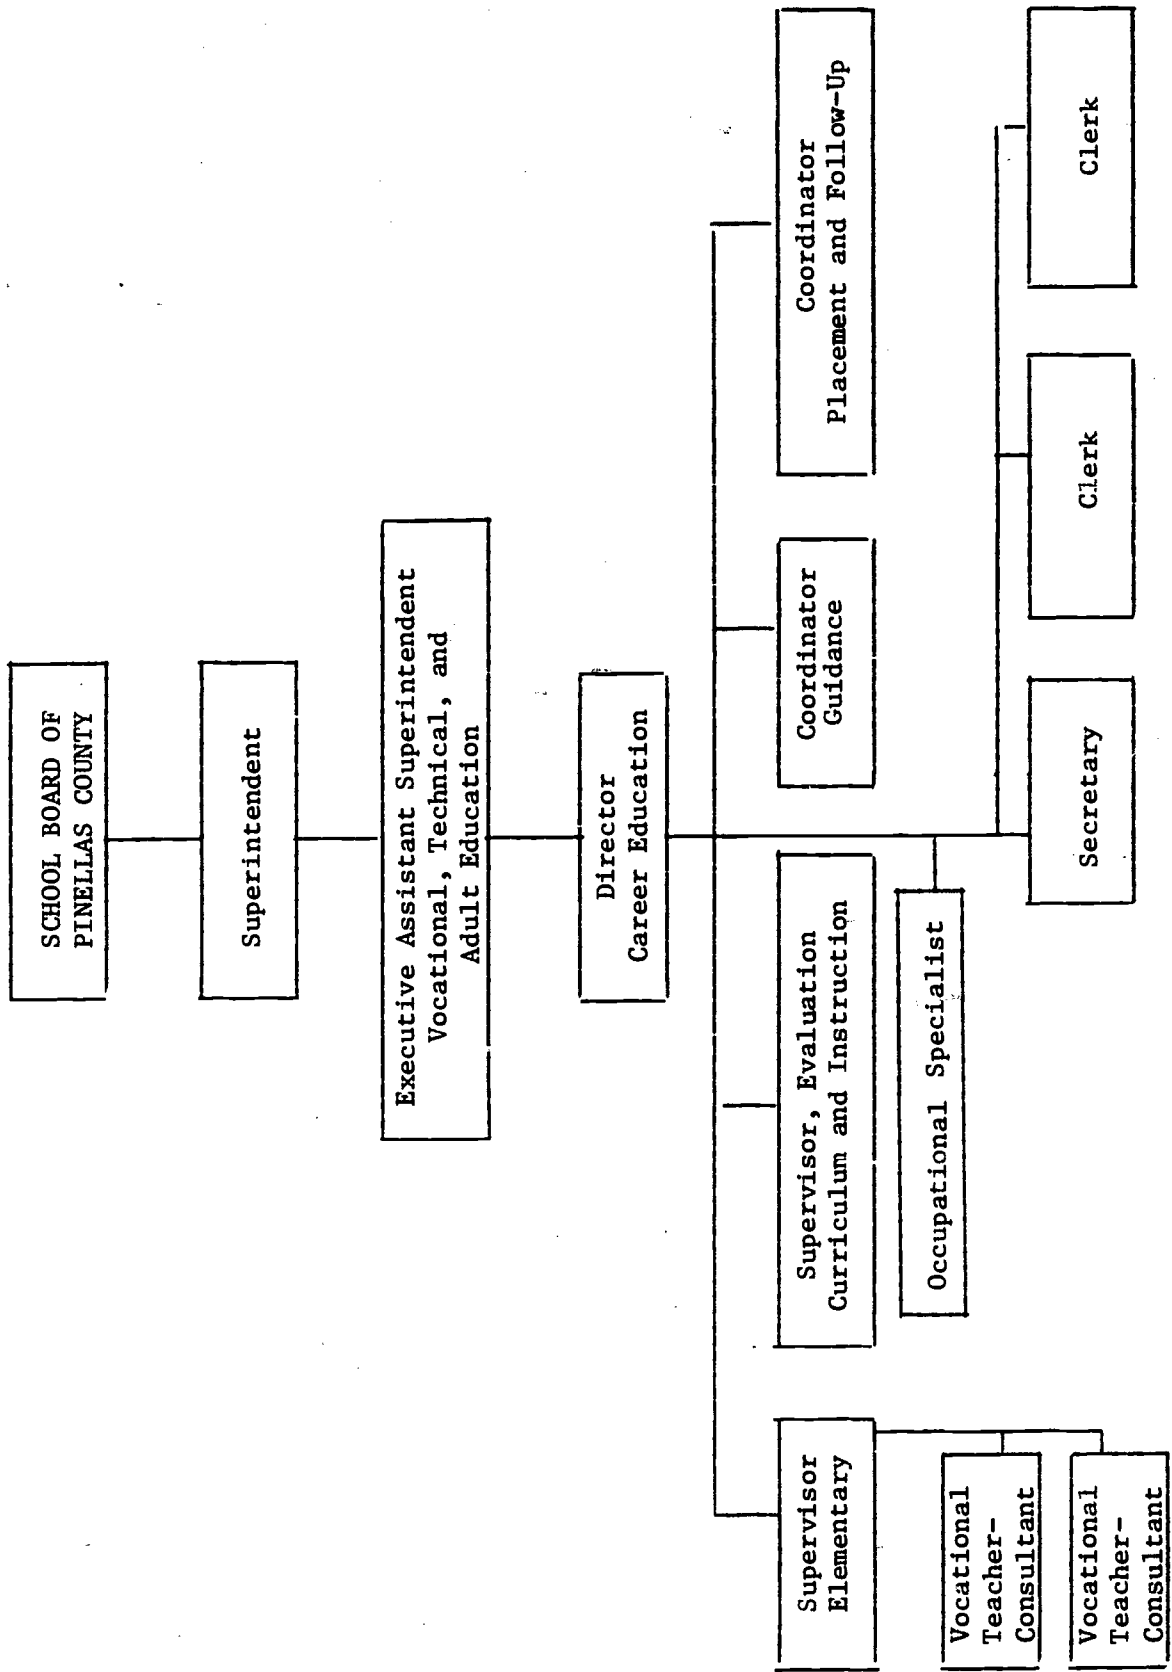 SCHOOL BOARD OF
PINELLAS COUNTY
Superintendent
Executive Assistant Superintendent
Vocational, Technical, and
Adult Education
Director
Career Education
Supervisor
Elementary
Supervisor, Evaluation
Curriculum and Instruction
Coordinator
Guidance
Coordinator
Placement and Follow-Up
Occupational Specialist
Vocational
Teacher-
Consultant
Vocational
Teacher-
Consultant
Secretary
Clerk
Clerk